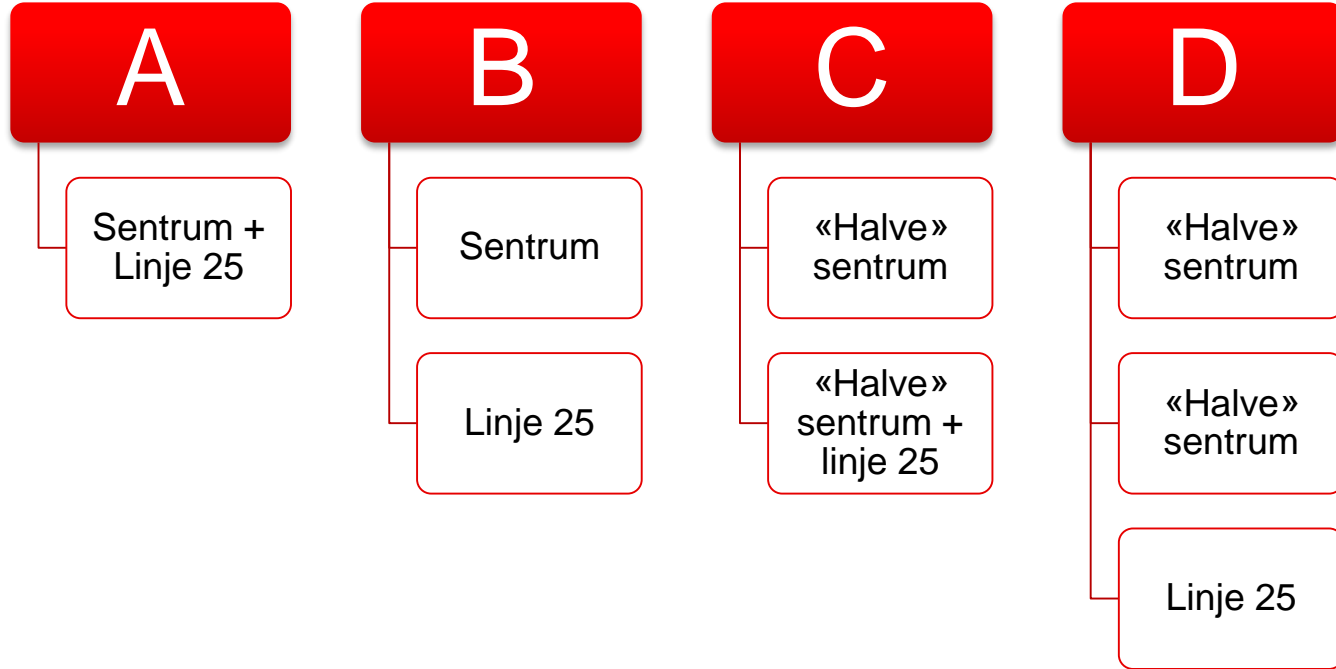 A
Sentrum +
Linje 25
B
Sentrum
Linje 25
C
«Halve»
sentrum
«Halve»
sentrum +
linje 25
D
«Halve»
sentrum
«Halve»
sentrum
Linje 25